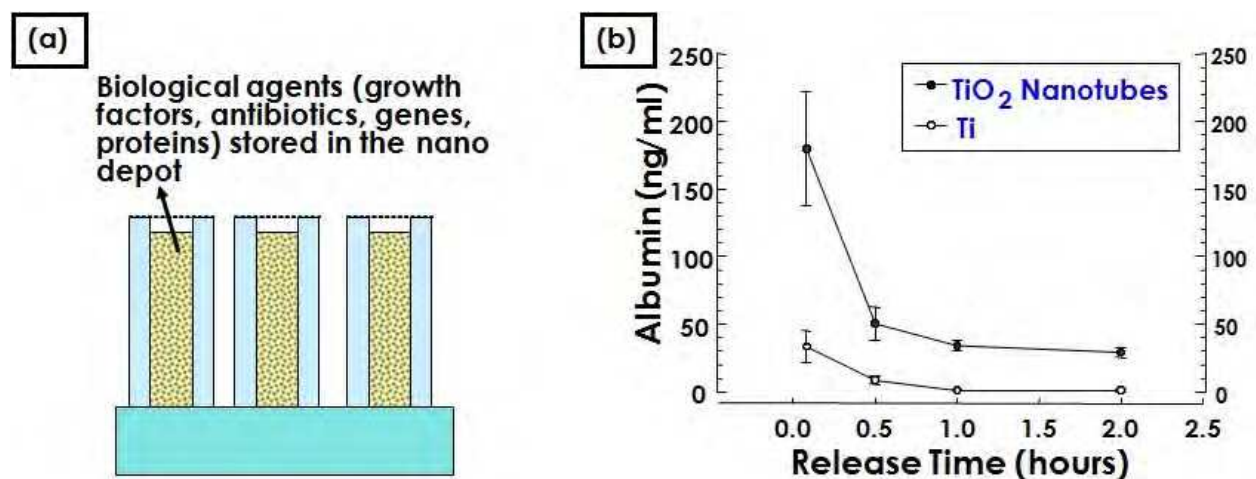 (a)
Biological agents (growth
factors, antibiotics, genes,
proteins) stored in the nano
depot
(b)
Albumin (ng/ml)
250
200
150
100
50
0
TiO2 Nanotubes
Ti
250
200
150
100
50
0
0.0 0.5 1.0 1.5 2.0 2.5
Release Time (hours)